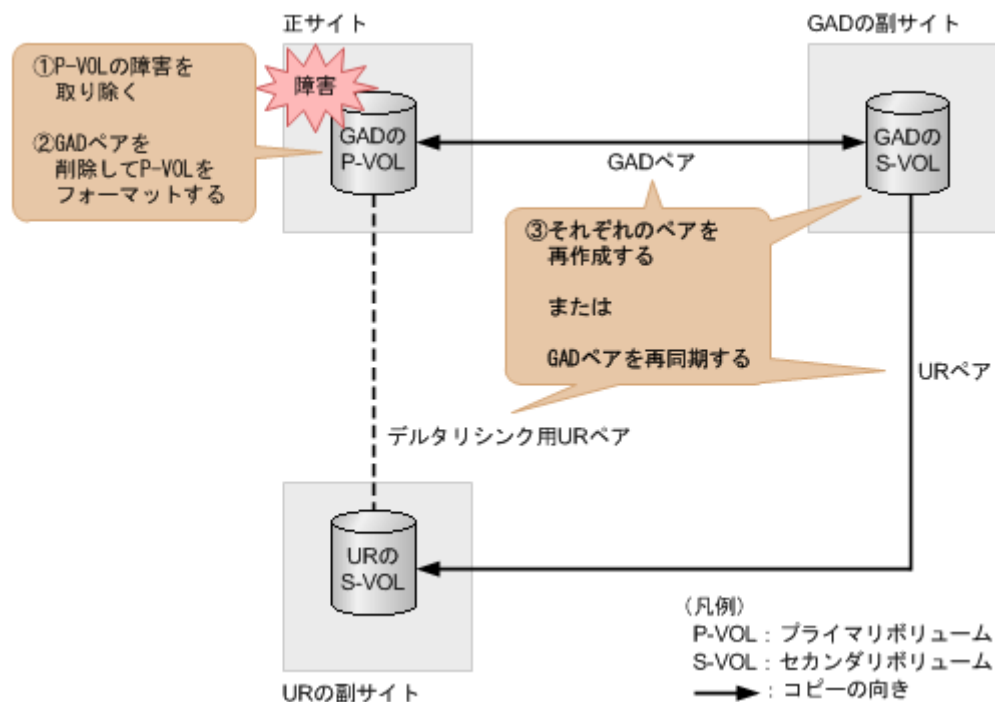 正サイト
GADの副サイト
①P-VOLの障害を
取り除く
②GADペアを
削除してP-VOLを
フォーマットする
障害
GADの
P-VOL
GADペア
GADの
S-VOL
③それぞれのペアを
再作成する
または
GADペアを再同期する
URペア
デルタリシンク用URペア
URの
S-VOL
URの副サイト
（凡例）
P-VOL：プライマリボリューム
S-VOL：セカンダリボリューム
：コピーの向き